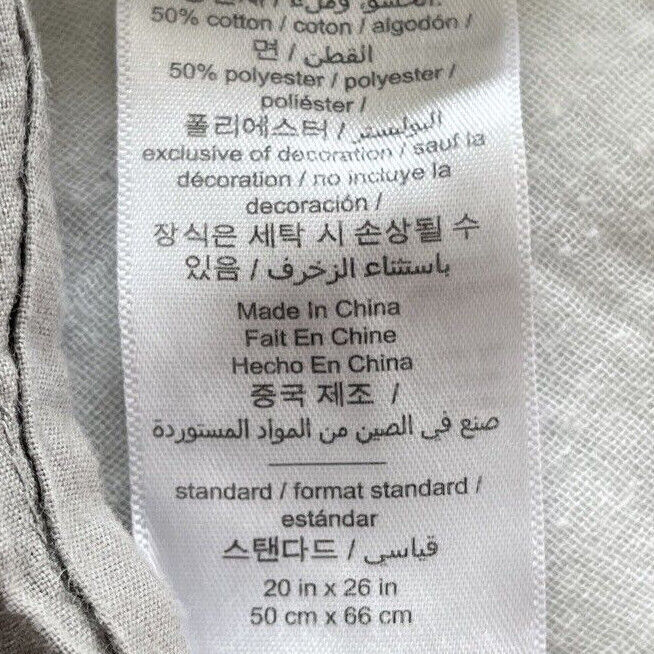 50% cotton / coton / algodón /
면 / القطن
50% polyester / polyester /
poliéster /
폴리에스터 / البوليستر
exclusive of decoration / sauf la
décoration / no incluye la
decoración /
장식은 세탁 시 손상될 수
있음 / باستثناء الزخرف
Made In China
Fait En Chine
Hecho En China
중국 제조 /
صنع في الصين من المواد المستوردة
standard / format standard /
estándar
스탠다드 / قياسي
20 in x 26 in
50 cm x 66 cm